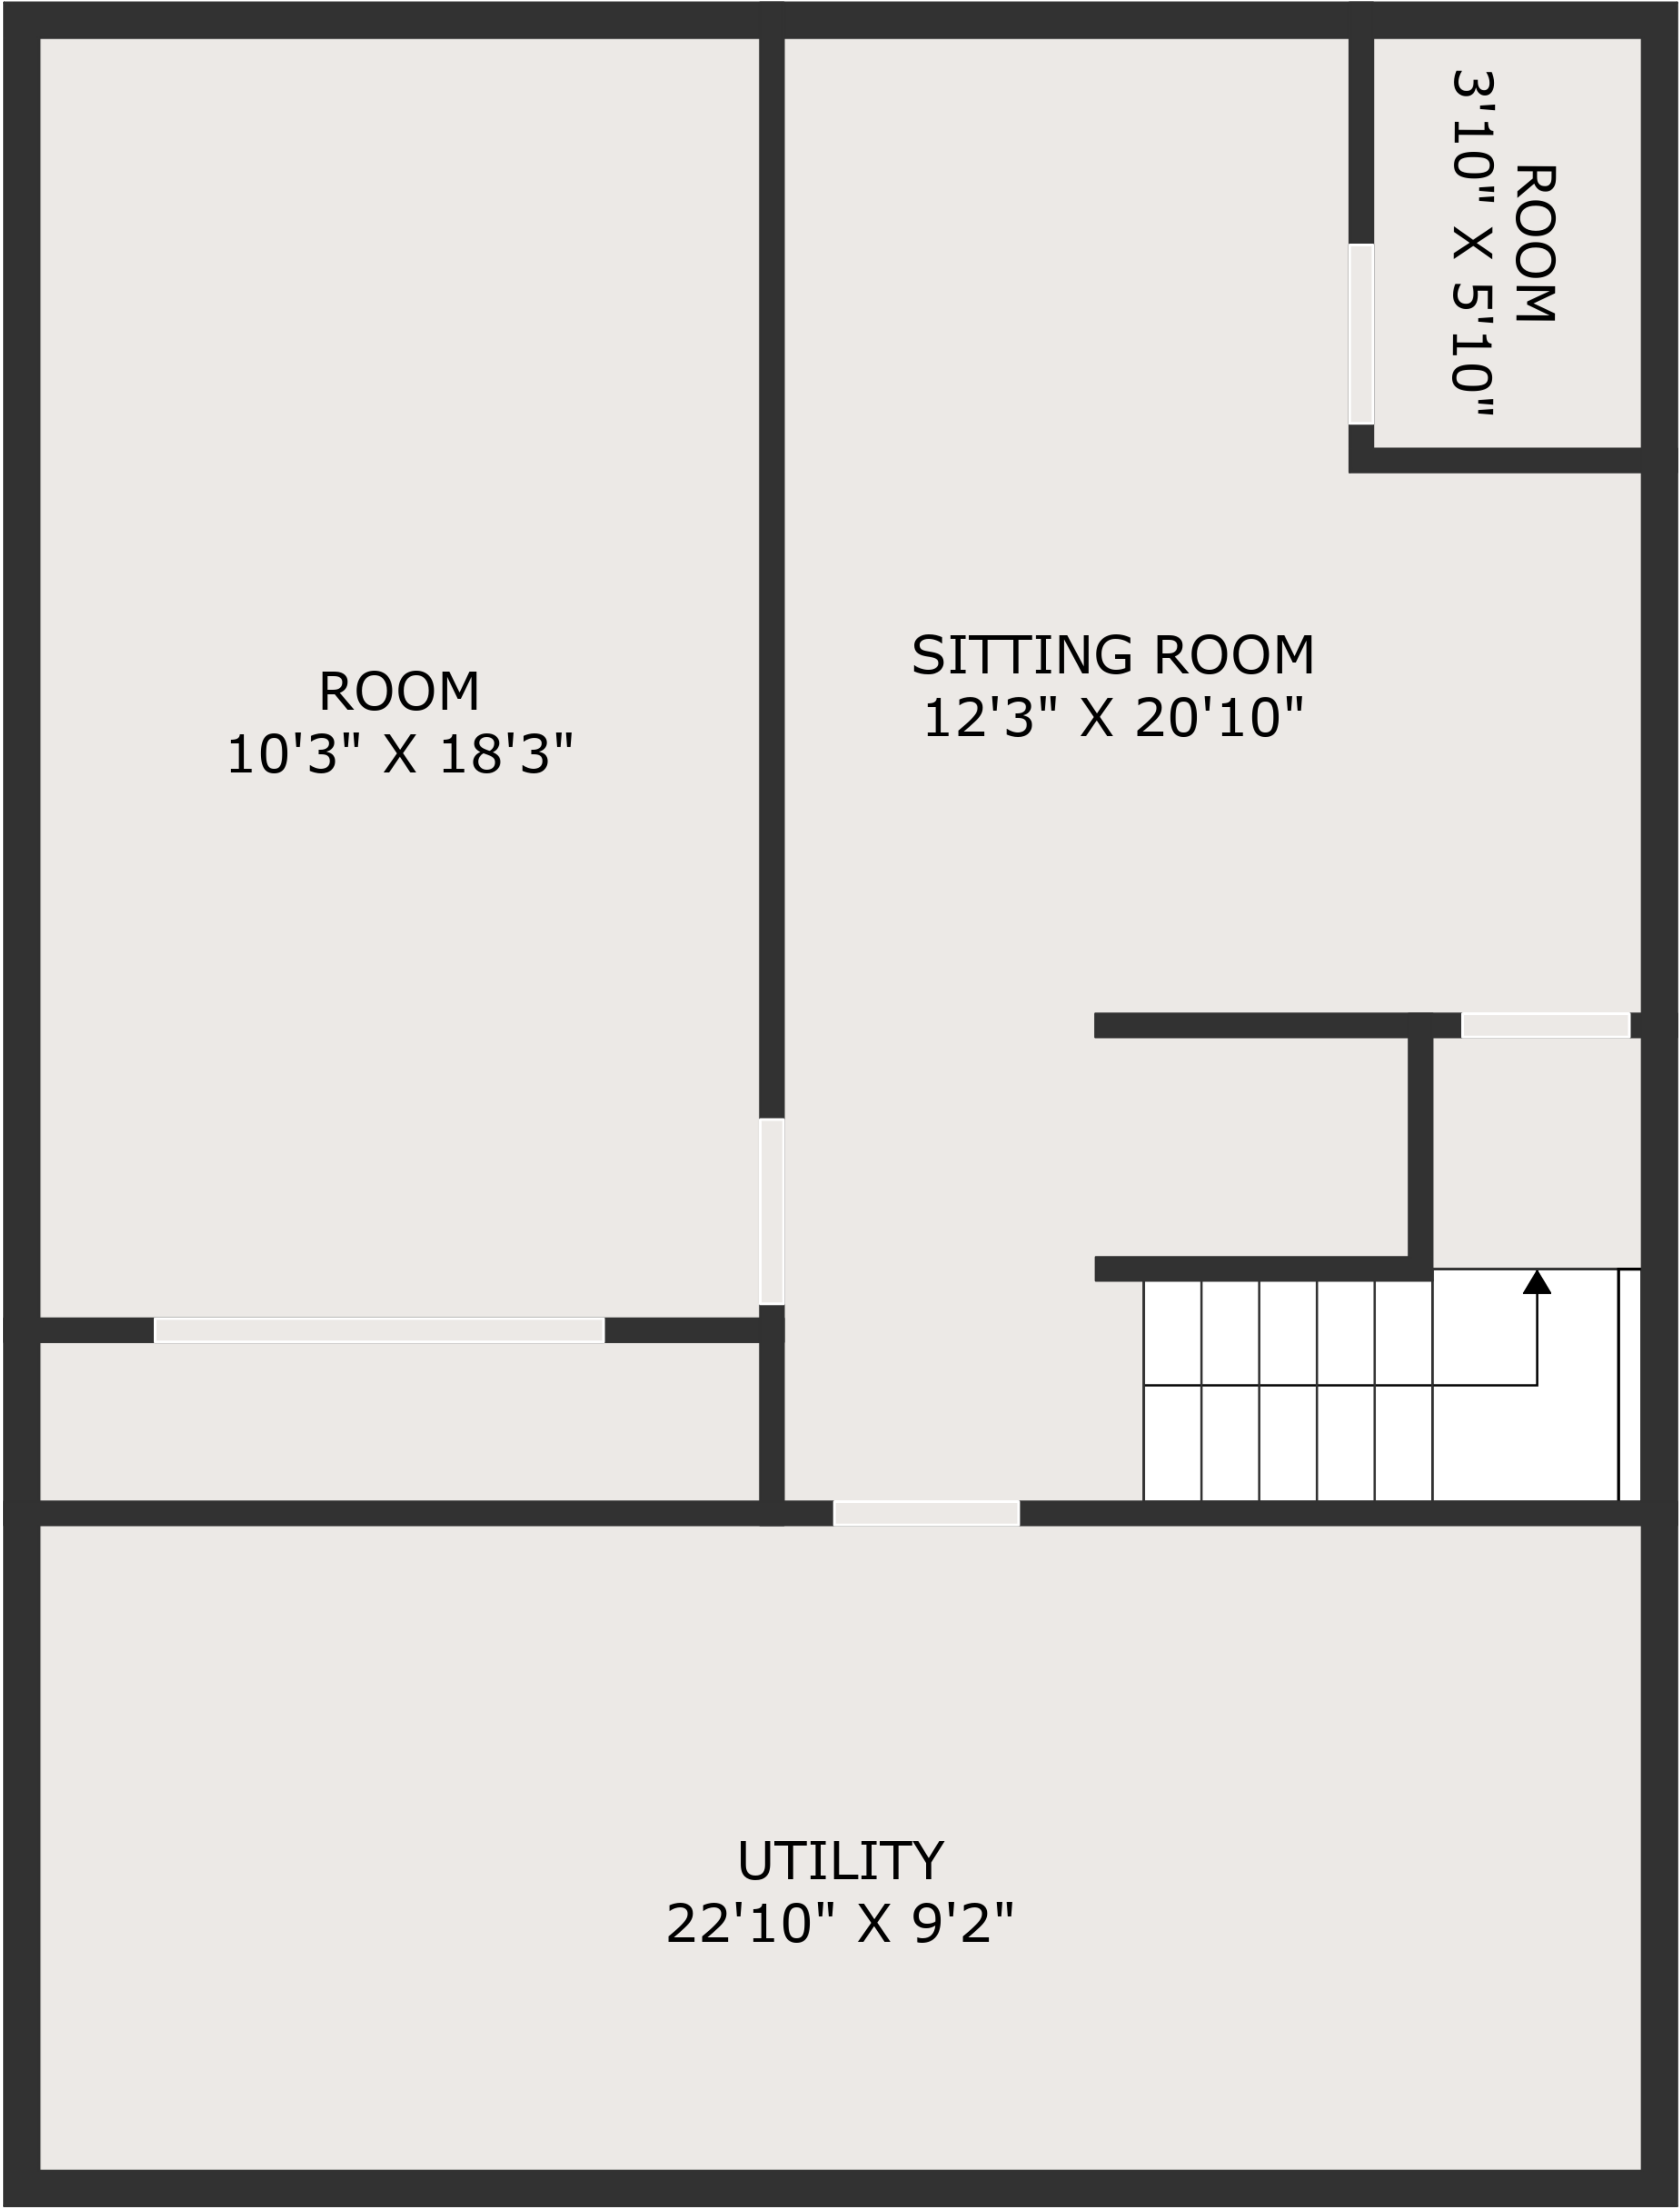 ROOM
3'10" X 5'10"
SITTING ROOM
12'3" X 20'10"
ROOM
10'3" X 18'3"
UTILITY
22'10" X 9'2"